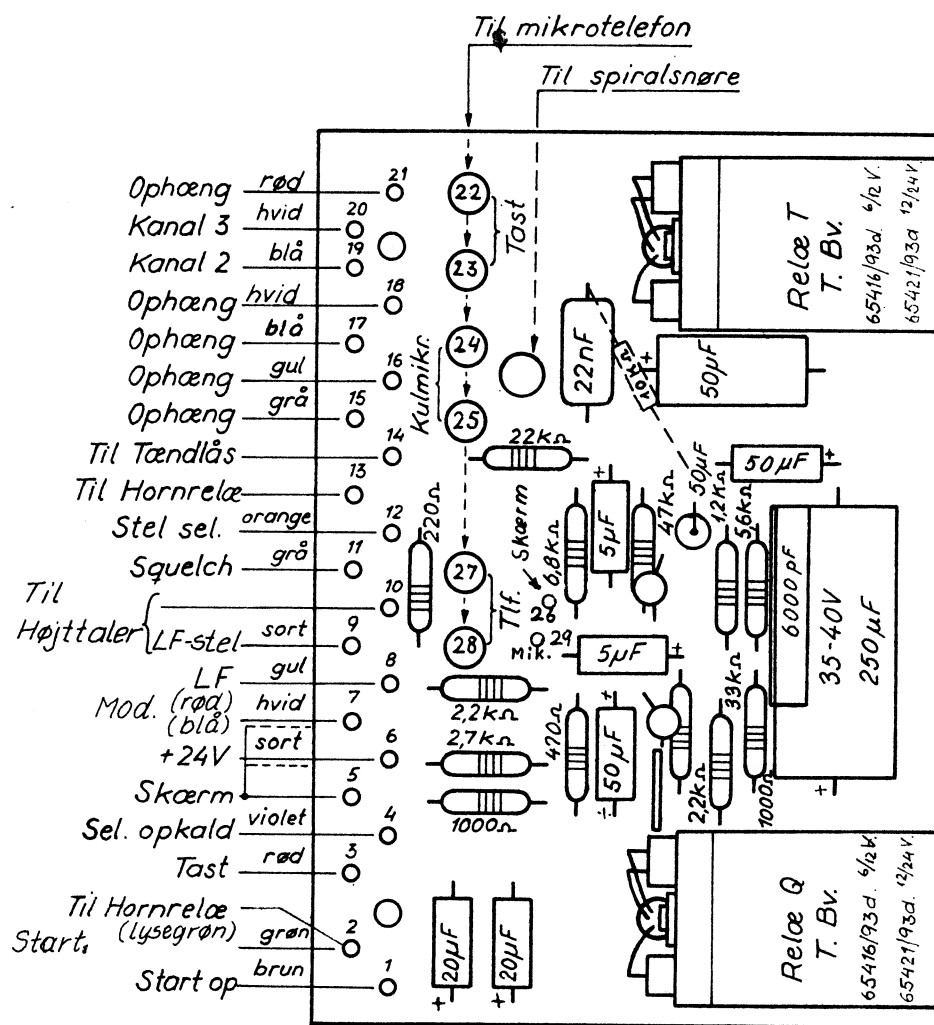 Til mikrotelefon
Til spiralsnøre
Ophæng rød 21
Kanal 3 hvid 20
Kanal 2 blå 19
Ophæng hvid 18
Ophæng blå 17
Ophæng gul 16
Ophæng grå 15
Til Tændlås 14
Til Hornrelæ 13
Stel sel. orange 12
Squelch grå 11
Til
Højttaler
10
LF-stel sort 9
LF gul 8
Mod. (rød) hvid 7
(blå)
+24V sort 6
Skærm 5
Sel. opkald violet 4
Tast rød 3
Til Hornrelæ
(lysegrøn)
Start. grøn 2
Start op brun 1
22
23
Tast
24
25
Kulmikr.
27
28
Tlf.
Skærm
26
29
Mik.
22nF
10kΩ
+
50µF
Relæ T
T. Bv.
65416/93d. 6/12V.
65421/93d 12/24V.
22kΩ
220Ω
6,8kΩ
+
5µF
47kΩ
50µF
50µF +
1,2kΩ
5,6kΩ
6000pF
35-40V
250µF
+
+
5µF +
2,2kΩ
2,7kΩ
1000Ω
470Ω
+
50µF
÷
33kΩ
2,2kΩ
1000Ω
20µF
+
20µF
+
Relæ Q
T. Bv.
65416/93d. 6/12V.
65421/93d. 12/24V.